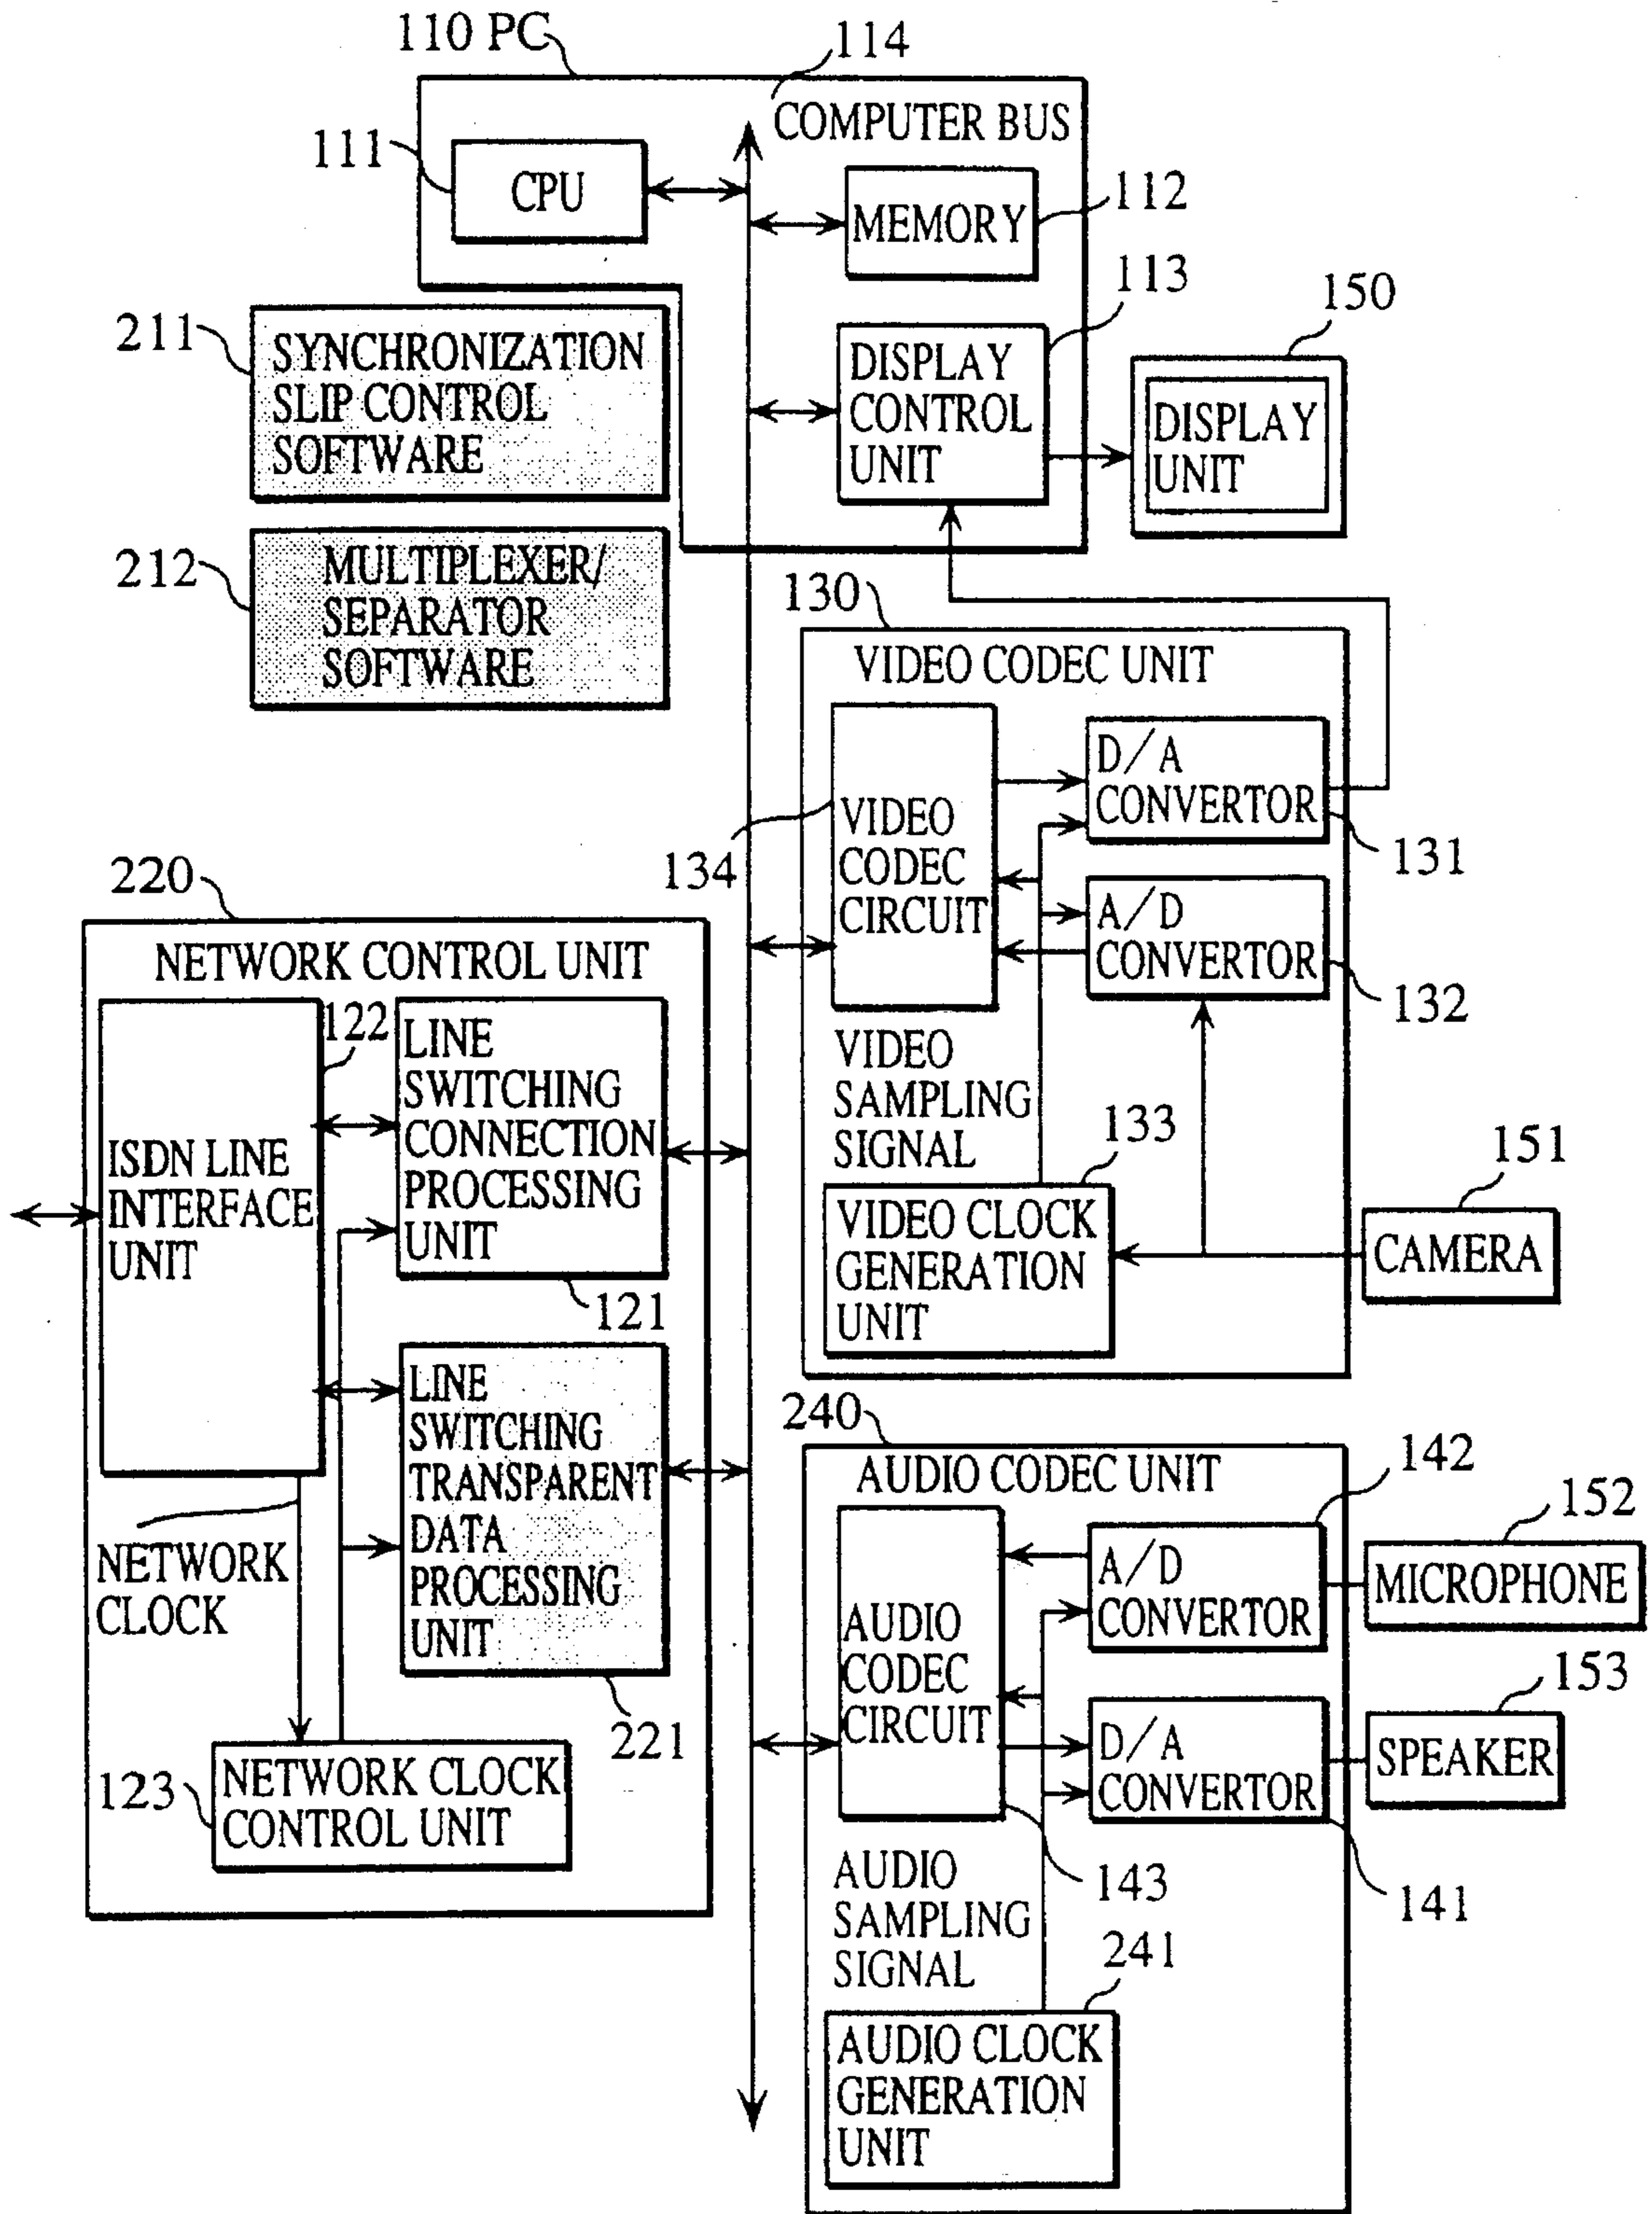 110 PC
114
COMPUTER BUS
111
CPU
MEMORY
112
113
150
211
SYNCHRONIZATION
SLIP CONTROL
SOFTWARE
DISPLAY
CONTROL
UNIT
DISPLAY
UNIT
212
MULTIPLEXER/
SEPARATOR
SOFTWARE
130
VIDEO CODEC UNIT
D/A
CONVERTOR
131
134
VIDEO
CODEC
CIRCUIT
A/D
CONVERTOR
132
VIDEO
SAMPLING
SIGNAL
133
VIDEO CLOCK
GENERATION
UNIT
151
CAMERA
220
NETWORK CONTROL UNIT
122
LINE
SWITCHING
CONNECTION
PROCESSING
UNIT
ISDN LINE
INTERFACE
UNIT
121
LINE
SWITCHING
TRANSPARENT
DATA
PROCESSING
UNIT
221
NETWORK
CLOCK
123
NETWORK CLOCK
CONTROL UNIT
240
AUDIO CODEC UNIT
142
152
A/D
CONVERTOR
MICROPHONE
AUDIO
CODEC
CIRCUIT
153
D/A
CONVERTOR
SPEAKER
143
141
AUDIO
SAMPLING
SIGNAL
241
AUDIO CLOCK
GENERATION
UNIT